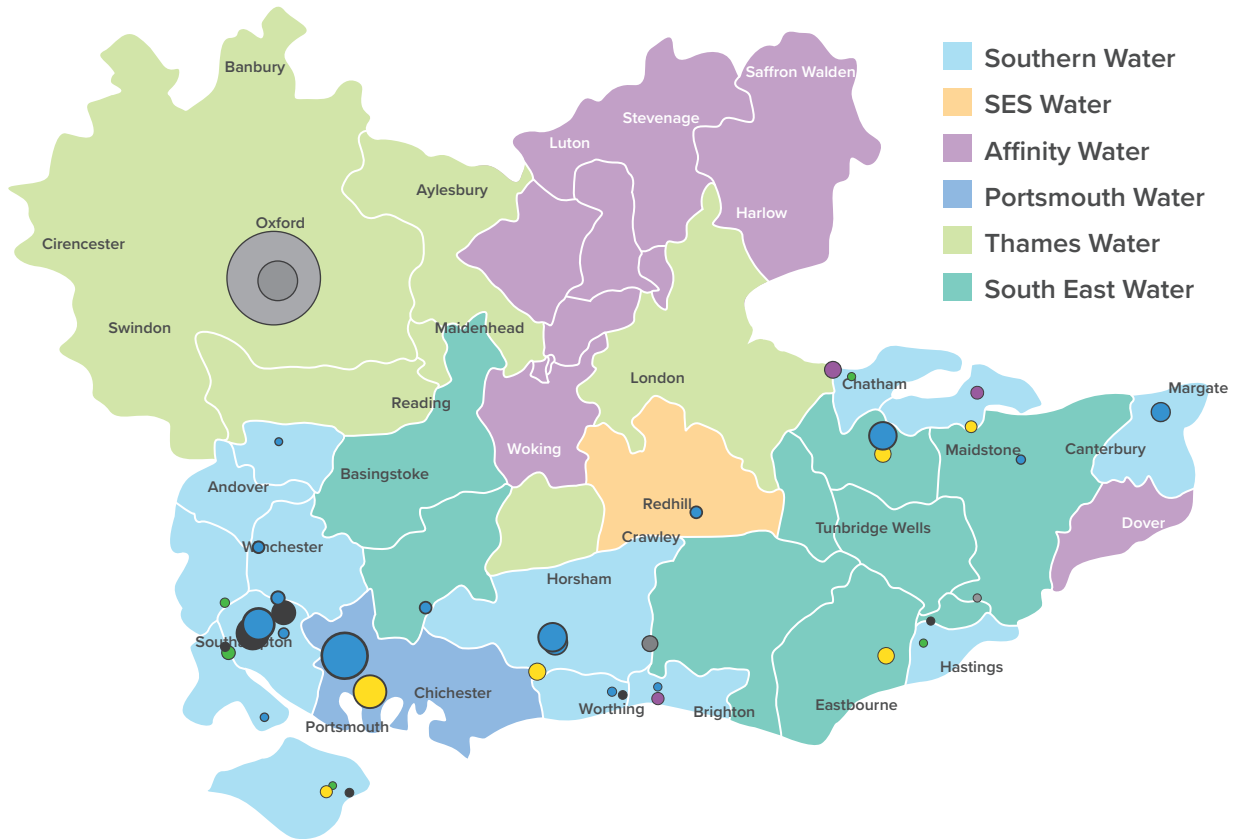 Southern Water
SES Water
Affinity Water
Portsmouth Water
Thames Water
South East Water
Banbury
Saffron Walden
Stevenage
Luton
Aylesbury
Harlow
Oxford
Cirencester
Swindon
Maidenhead
London
Chatham
Margate
Reading
Woking
Maidstone
Canterbury
Basingstoke
Andover
Redhill
Dover
Tunbridge Wells
Crawley
Winchester
Horsham
Southampton
Hastings
Chichester
Eastbourne
Worthing
Brighton
Portsmouth